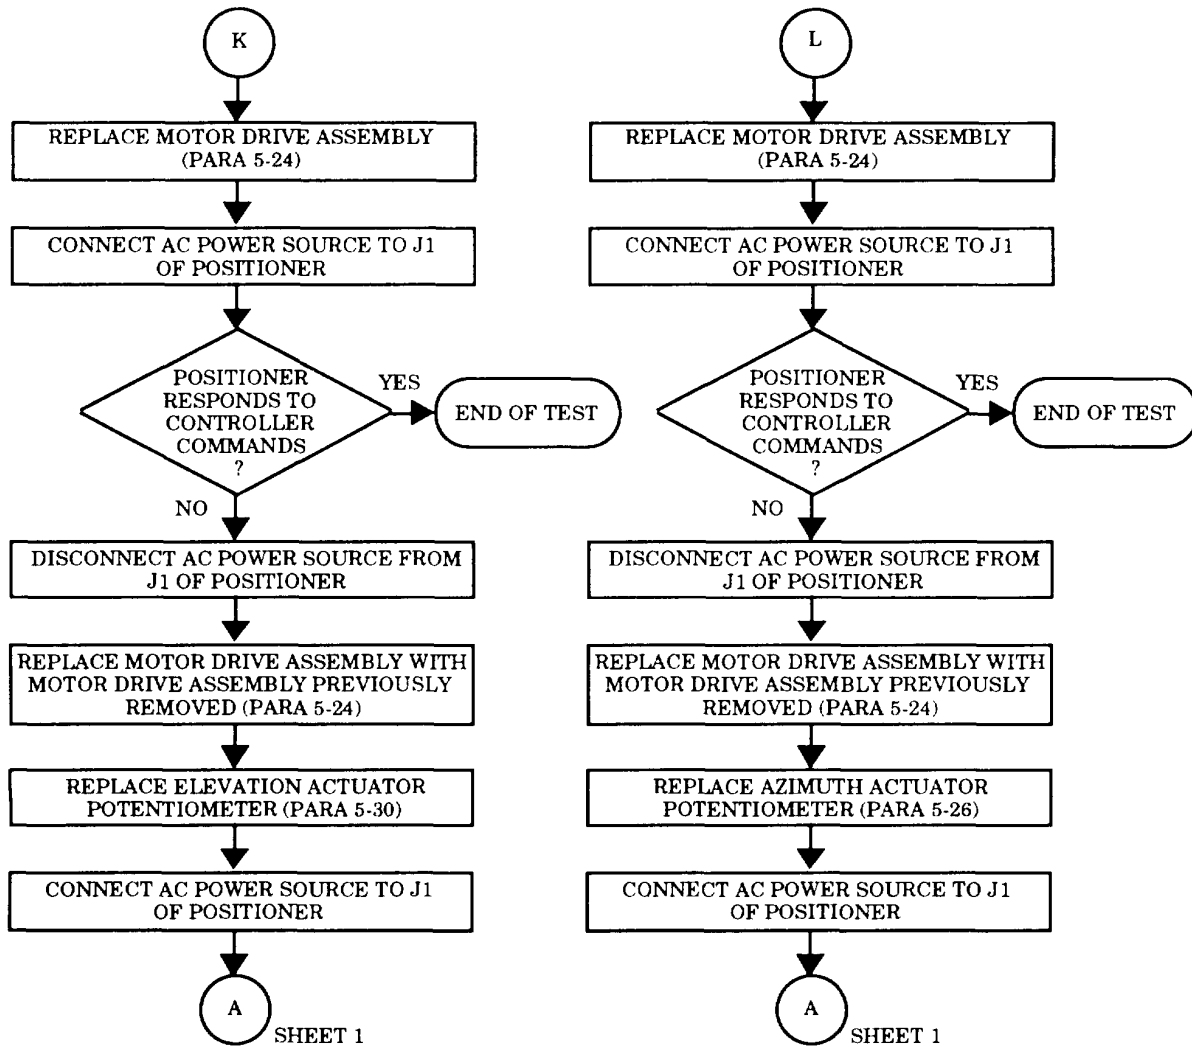 K
REPLACE MOTOR DRIVE ASSEMBLY
(PARA 5-24)
CONNECT AC POWER SOURCE TO J1
OF POSITIONER
POSITIONER
RESPONDS TO
CONTROLLER
COMMANDS
?
YES
END OF TEST
NO
DISCONNECT AC POWER SOURCE FROM
J1 OF POSITIONER
REPLACE MOTOR DRIVE ASSEMBLY WITH
MOTOR DRIVE ASSEMBLY PREVIOUSLY
REMOVED (PARA 5-24)
REPLACE ELEVATION ACTUATOR
POTENTIOMETER (PARA 5-30)
CONNECT AC POWER SOURCE TO J1
OF POSITIONER
A
SHEET 1
L
REPLACE MOTOR DRIVE ASSEMBLY
(PARA 5-24)
CONNECT AC POWER SOURCE TO J1
OF POSITIONER
POSITIONER
RESPONDS TO
CONTROLLER
COMMANDS
?
YES
END OF TEST
NO
DISCONNECT AC POWER SOURCE FROM
J1 OF POSITIONER
REPLACE MOTOR DRIVE ASSEMBLY WITH
MOTOR DRIVE ASSEMBLY PREVIOUSLY
REMOVED (PARA 5-24)
REPLACE AZIMUTH ACTUATOR
POTENTIOMETER (PARA 5-26)
CONNECT AC POWER SOURCE TO J1
OF POSITIONER
A
SHEET 1